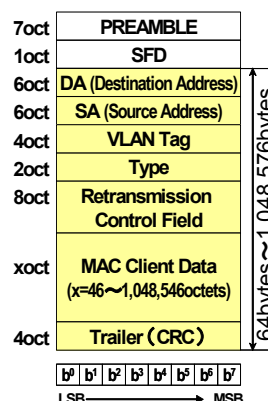 7oct PREAMBLE
1oct SFD
6oct DA (Destination Address)
6oct SA (Source Address)
4oct VLAN Tag
2oct Type
8oct Retransmission
Control Field
xoct MAC Client Data
(x=46～1,048,546octets)
4oct Trailer（CRC）
64bytes～1,048,576bytes
b0 b1 b2 b3 b4 b5 b6 b7
LSB MSB